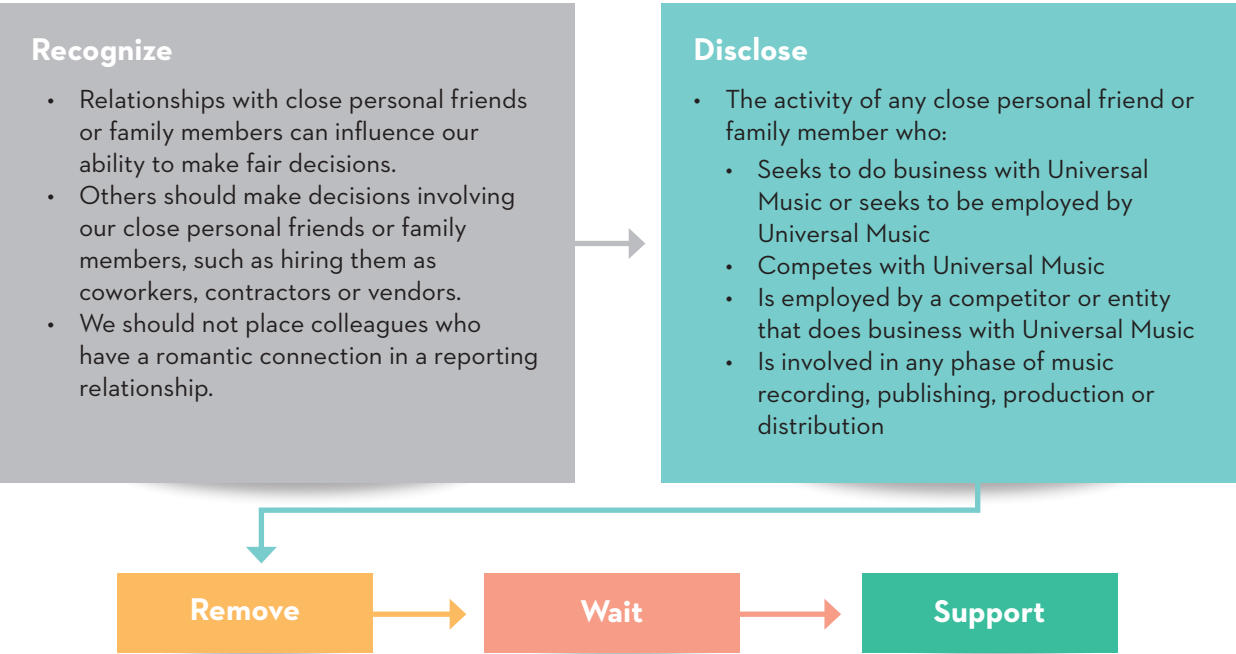 Recognize
• Relationships with close personal friends
or family members can influence our
ability to make fair decisions.
• Others should make decisions involving
our close personal friends or family
members, such as hiring them as
coworkers, contractors or vendors.
• We should not place colleagues who
have a romantic connection in a reporting
relationship.
Disclose
• The activity of any close personal friend or
family member who:
• Seeks to do business with Universal
Music or seeks to be employed by
Universal Music
• Competes with Universal Music
• Is employed by a competitor or entity
that does business with Universal Music
• Is involved in any phase of music
recording, publishing, production or
distribution
Remove
Wait
Support